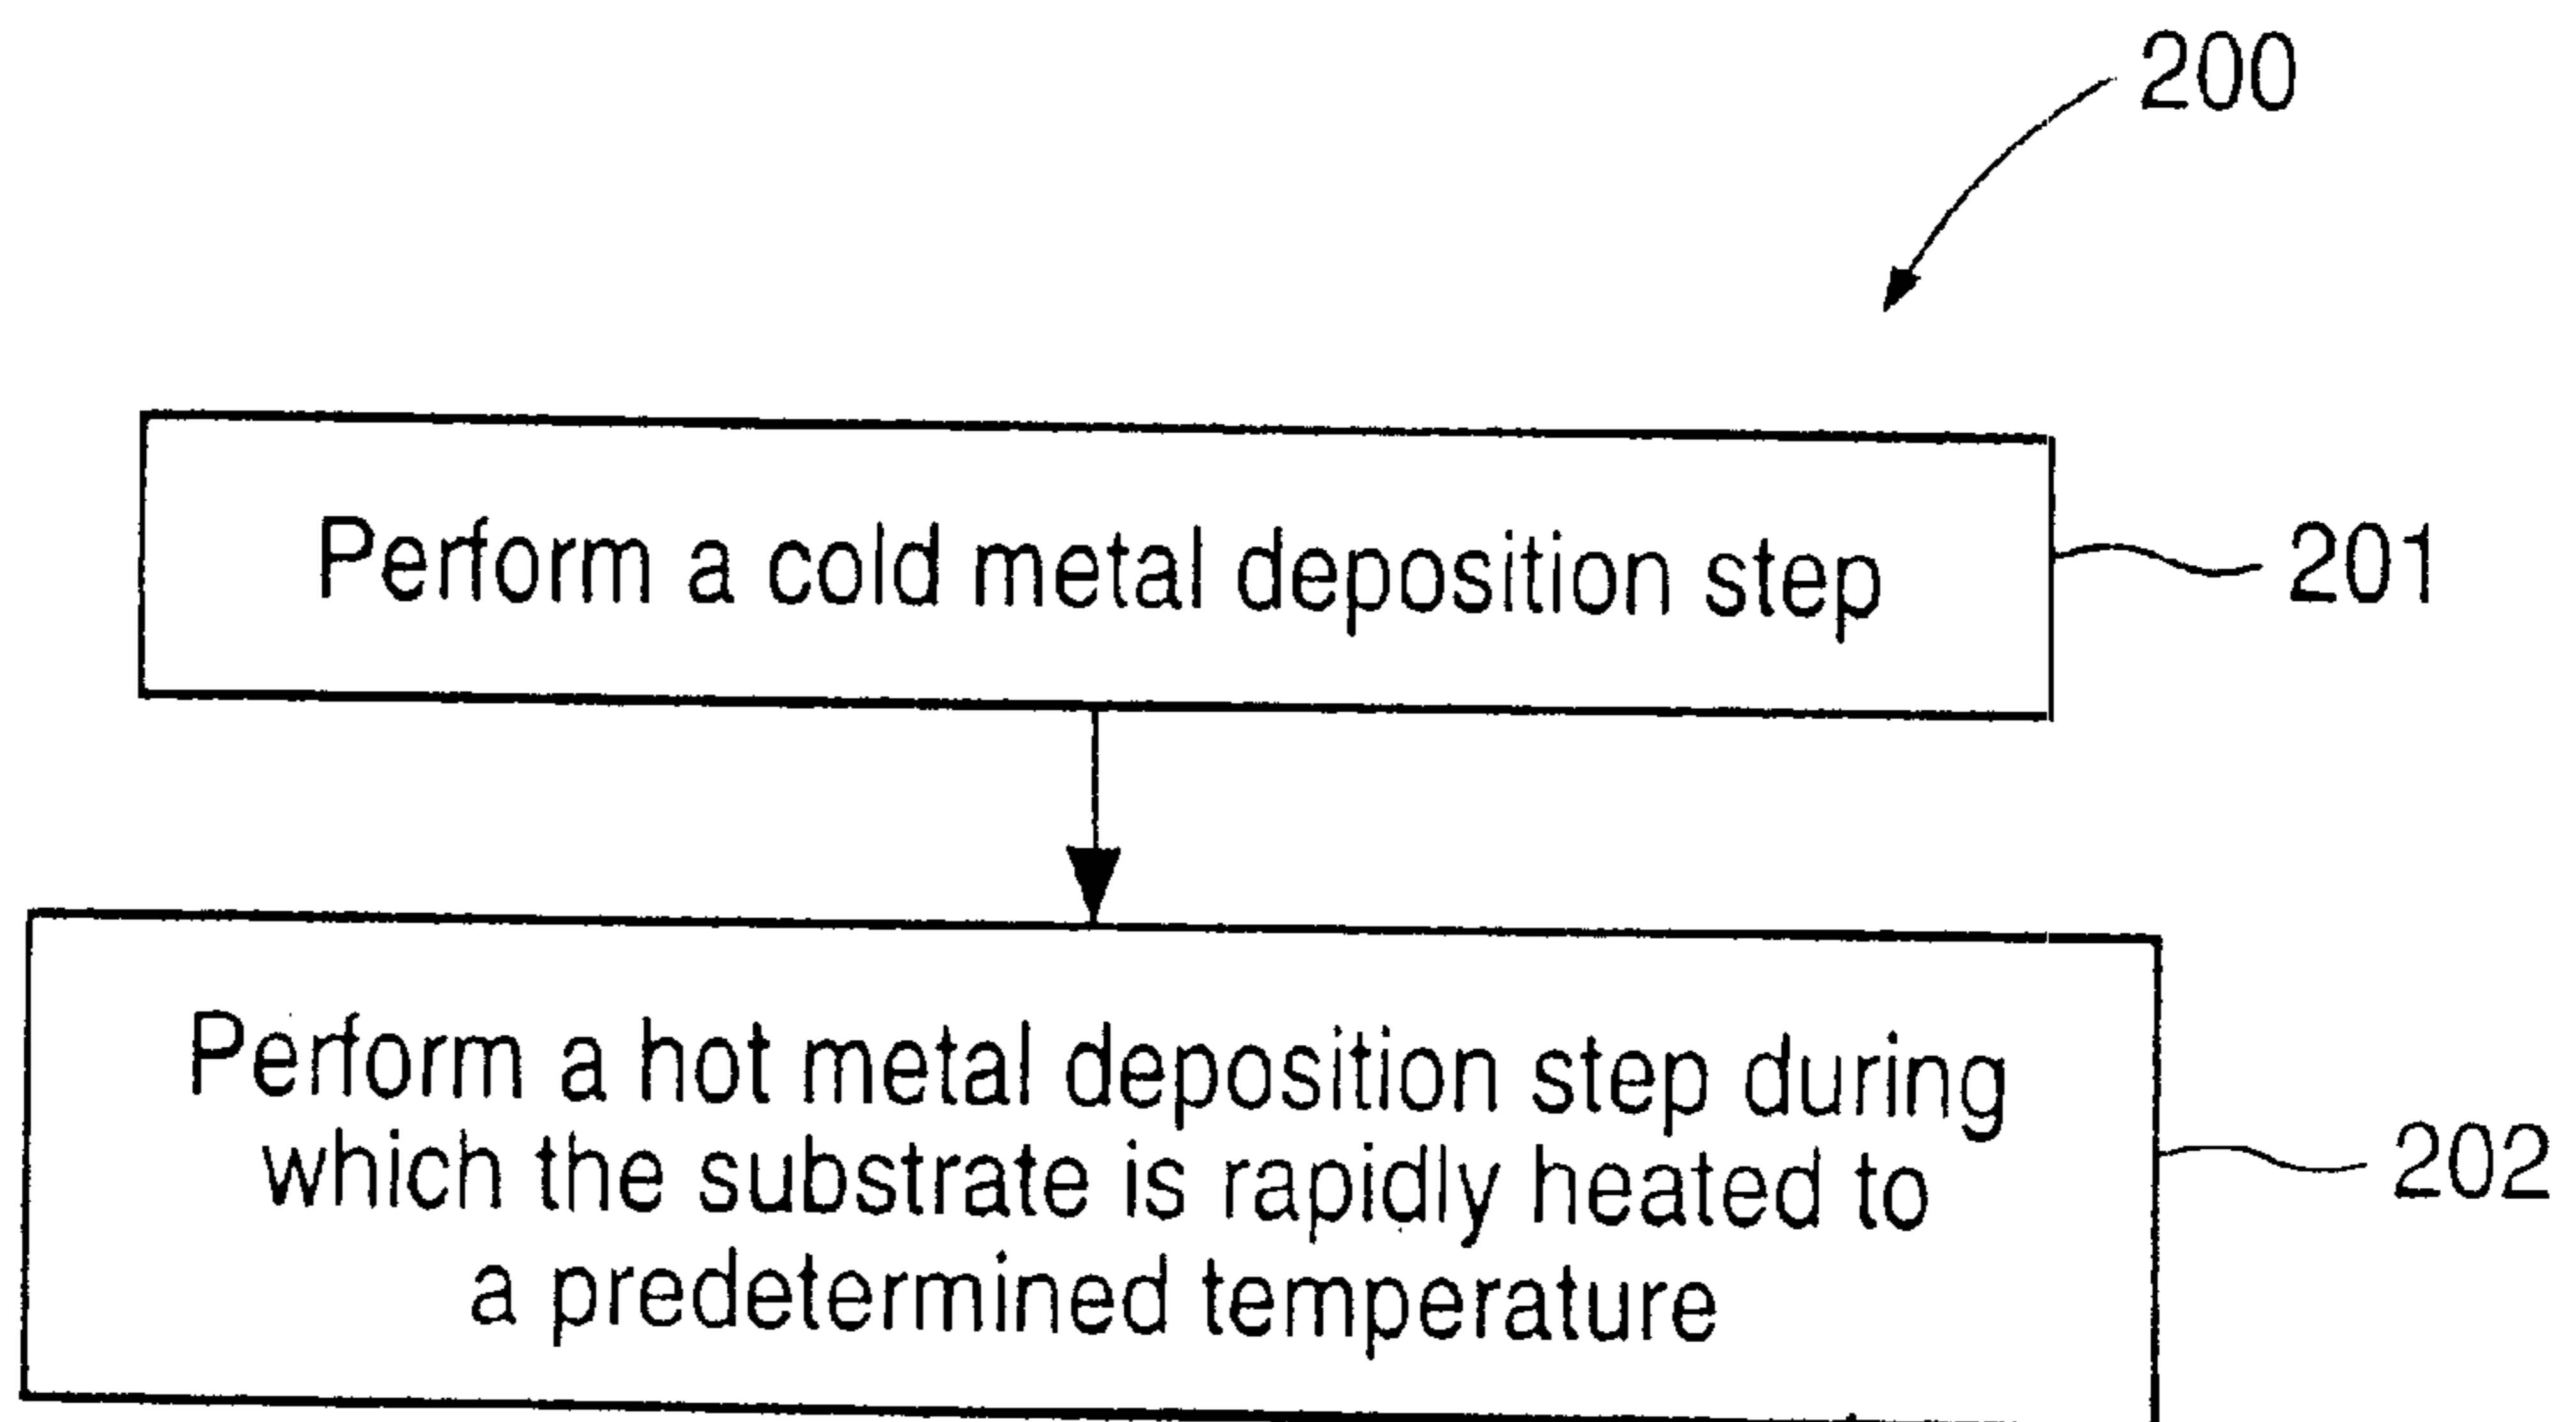 200
Perform a cold metal deposition step
201
Perform a hot metal deposition step during
which the substrate is rapidly heated to
a predetermined temperature
202